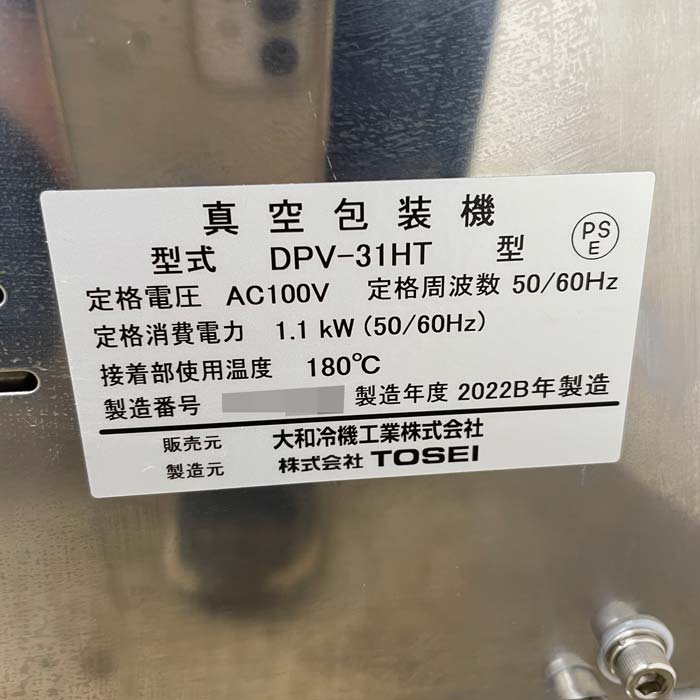 真空包装機
型式 DPV-31HT 型 PSE
定格電圧 AC100V 定格周波数 50/60Hz
定格消費電力 1.1 kW (50/60Hz)
接着部使用温度 180℃
製造番号 製造年度 2022B年製造
販売元 大和冷機工業株式会社
製造元 株式会社 TOSEI